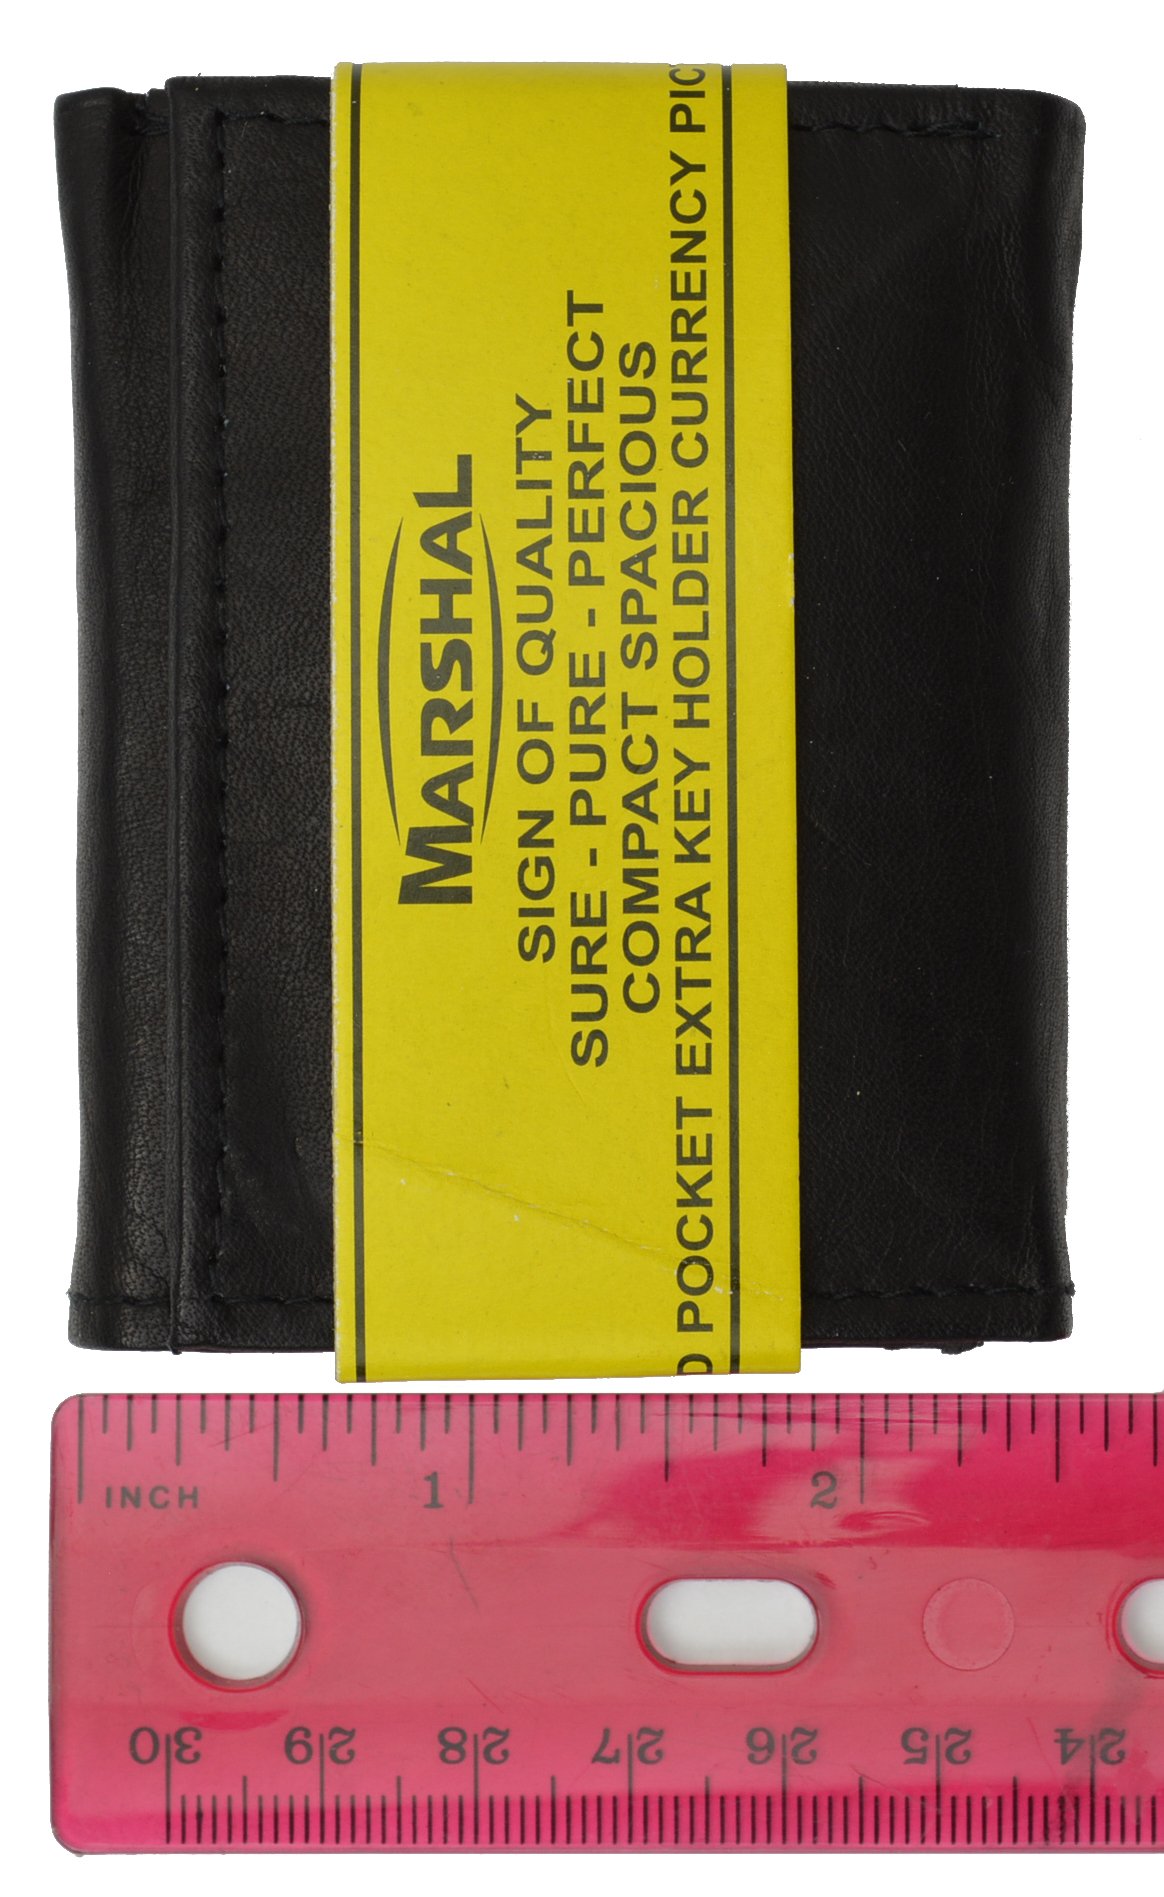 MARSHAL
SIGN OF QUALITY
SURE - PURE - PERFECT
COMPACT SPACIOUS
POCKET EXTRA KEY HOLDER CURRENCY
1 2
INCH
30 29 28 27 26 25 24